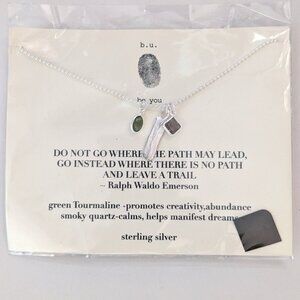 b.u.
be you
DO NOT GO WHERE THE PATH MAY LEAD,
GO INSTEAD WHERE THERE IS NO PATH
AND LEAVE A TRAIL
~ Ralph Waldo Emerson
green Tourmaline -promotes creativity,abundance
smoky quartz-calms, helps manifest dreams
sterling silver